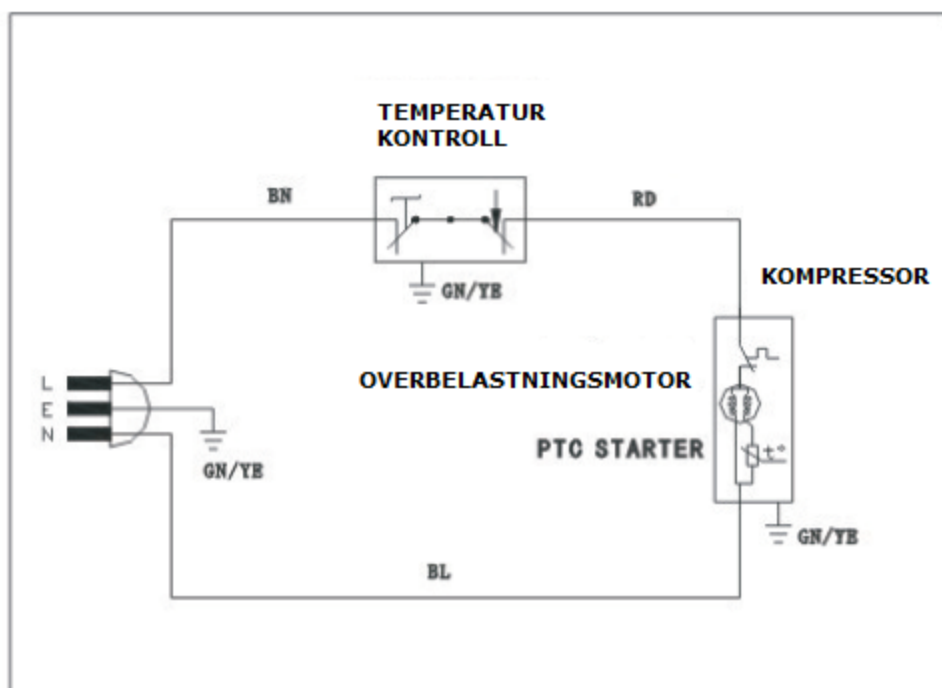 TEMPERATUR
KONTROLL
BN
RD
GN/YE
KOMPRESSOR
OVERBELASTNINGSMOTOR
L
E
N
PTC STARTER
t°
GN/YE
GN/YE
BL